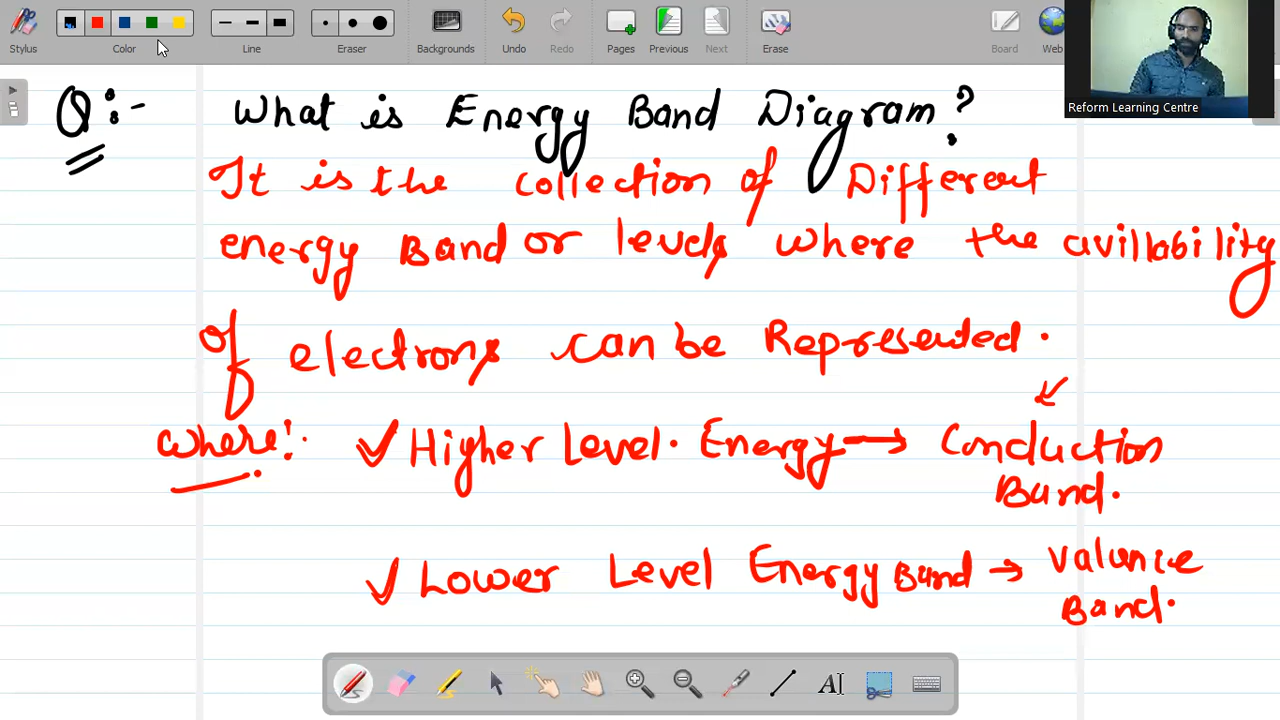 Stylus
Color
Line
Eraser
Backgrounds
Undo
Redo
Pages
Previous
Next
Erase
Board
Web
Reform Learning Centre
Q:- What is Energy Band Diagram?
It is the collection of Different
energy Band or levels where the avillability
of electrons can be Represented.
Where:. ✓ Higher Level. Energy → Conduction
Band.
✓ Lower Level Energy Band → Valance
Band.